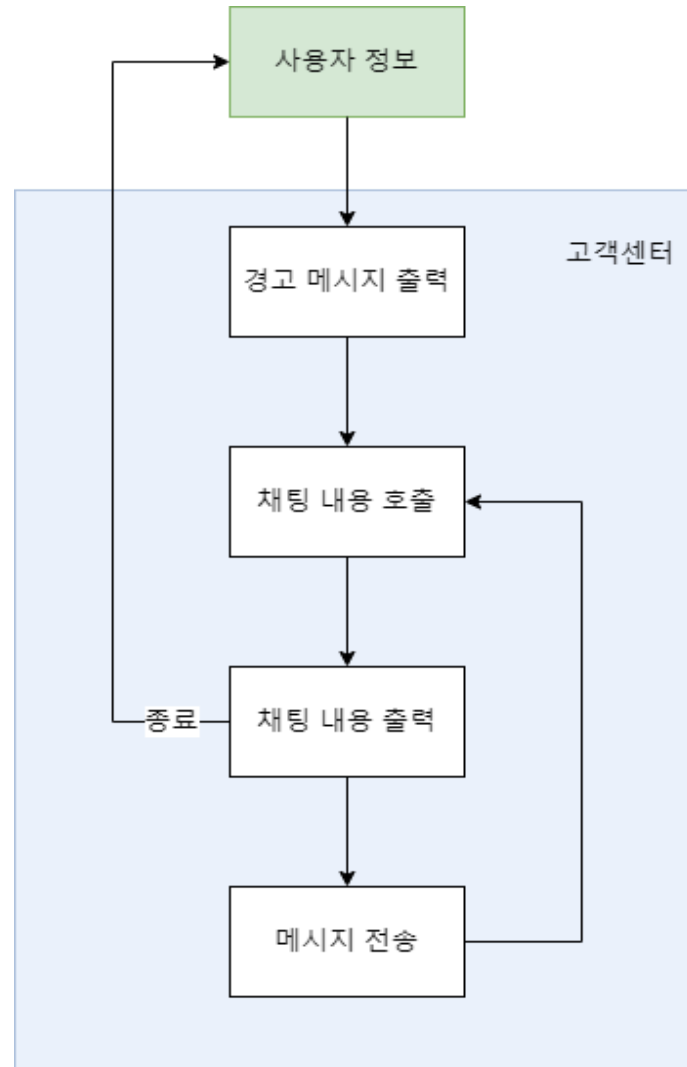 사용자 정보
고객센터
경고 메시지 출력
채팅 내용 호출
채팅 내용 출력
종료
메시지 전송